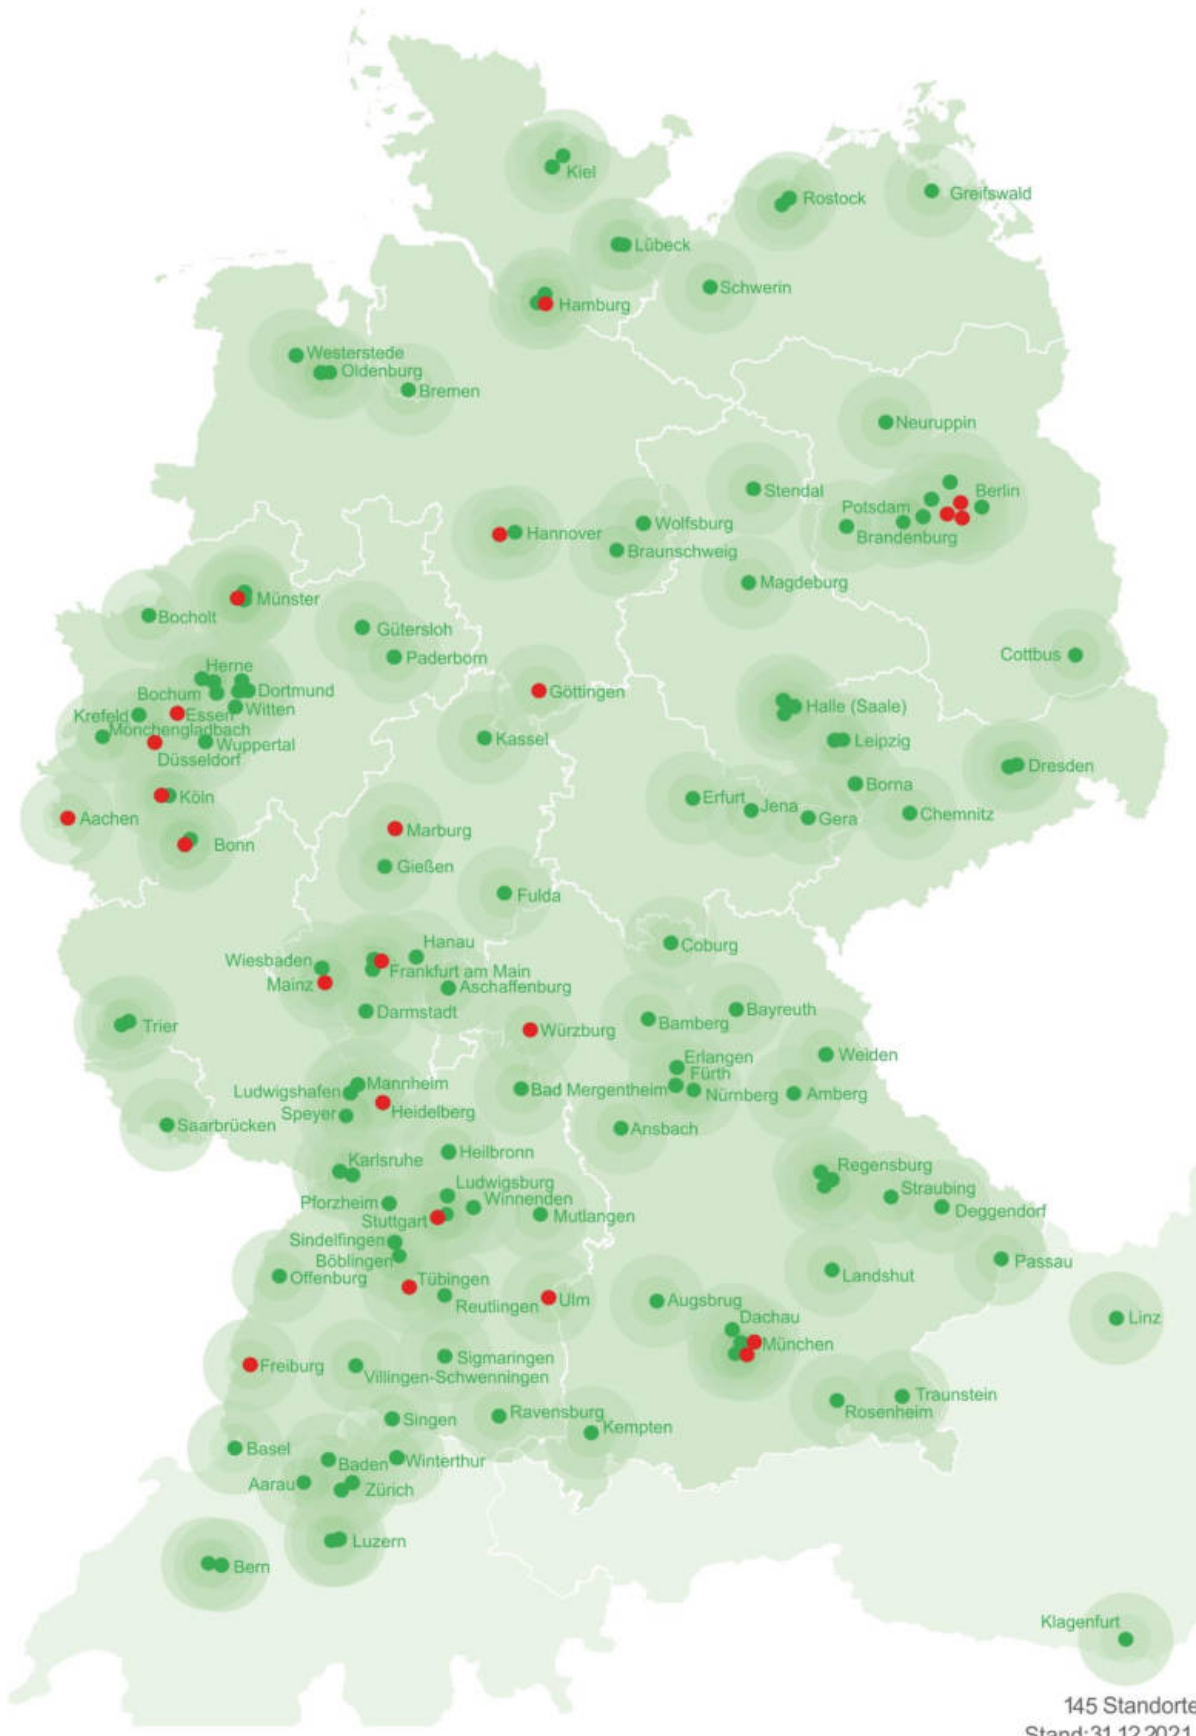 Kiel
Rostock
Greifswald
Lübeck
Schwerin
Hamburg
Westerstede
Oldenburg
Bremen
Neuruppin
Stendal
Berlin
Potsdam
Wolfsburg
Hannover
Brandenburg
Braunschweig
Magdeburg
Münster
Bocholt
Gütersloh
Cottbus
Paderborn
Herne
Bochum
Dortmund
Göttingen
Halle (Saale)
Witten
Krefeld
Essen
Mönchengladbach
Wuppertal
Kassel
Leipzig
Düsseldorf
Dresden
Borna
Köln
Erfurt
Jena
Chemnitz
Aachen
Gera
Marburg
Bonn
Gießen
Fulda
Hanau
Coburg
Wiesbaden
Frankfurt am Main
Mainz
Aschaffenburg
Bayreuth
Darmstadt
Bamberg
Trier
Würzburg
Weiden
Erlangen
Fürth
Mannheim
Bad Mergentheim
Ludwigshafen
Nürnberg
Amberg
Speyer
Heidelberg
Saarbrücken
Ansbach
Heilbronn
Karlsruhe
Regensburg
Ludwigsburg
Straubing
Winnenden
Pforzheim
Deggendorf
Mutlangen
Stuttgart
Sindelfingen
Böblingen
Passau
Offenburg
Tübingen
Landshut
Ulm
Augsbrug
Reutlingen
Dachau
Linz
München
Sigmaringen
Freiburg
Villingen-Schwenningen
Traunstein
Rosenheim
Ravensburg
Singen
Kempten
Basel
Winterthur
Baden
Aarau
Zürich
Luzern
Bern
Klagenfurt
145 Standorte
Stand:31.12.2021